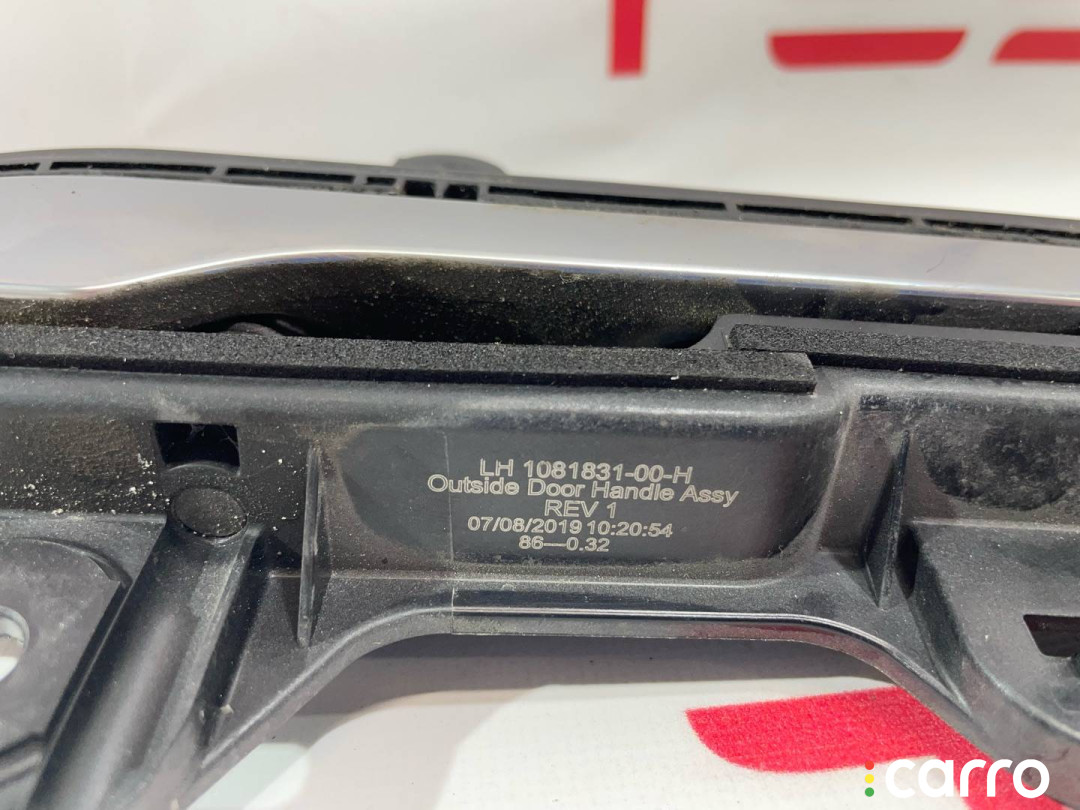 LH 1081831-00-H
Outside Door Handle Assy
REV 1
07/08/2019 10:20:54
86—0.32
carro